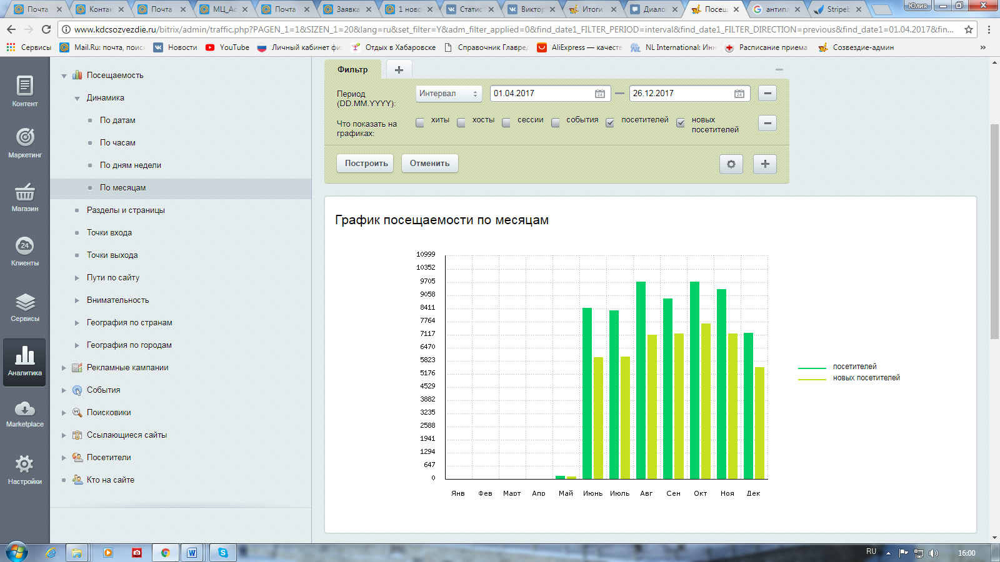 Почта
Контак
Почта
МЦ_Ас
Почта
Заявка
1 ново
Статис
Виктор
Итоги
Диало
Посещ
антипл
Stripeb
Юлия
www.kdcsozvezdie.ru/bitrix/admin/traffic.php?PAGEN_1=1&SIZEN_1=20&lang=ru&set_filter=Y&adm_filter_applied=0&find_date1_FILTER_PERIOD=interval&find_date1_FILTER_DIRECTION=previous&find_date1=01.04.2017&fin...
Сервисы
Mail.Ru: почта, поис
Новости
YouTube
Личный кабинет физ
Отдых в Хабаровске
Справочник Главред
AliExpress — качеств
NL International: Ин
Расписание приема
Созвездие-админ
»
Контент
Маркетинг
Магазин
24
Клиенты
Сервисы
Аналитика
Marketplace
Настройки
Посещаемость
Динамика
По датам
По часам
По дням недели
По месяцам
Разделы и страницы
Точки входа
Точки выхода
Пути по сайту
Внимательность
География по странам
География по городам
Рекламные кампании
События
Поисковики
Ссылающиеся сайты
Посетители
Кто на сайте
Фильтр
Период
(DD.MM.YYYY):
Интервал
01.04.2017
26.12.2017
Что показать на
графиках:
хиты
хосты
сессии
события
посетителей
новых
посетителей
Построить
Отменить
График посещаемости по месяцам
10999
10352
9705
9058
8411
7764
7117
6470
5823
5176
4529
3882
3235
2588
1941
1294
647
0
Янв Фев Март Апр Май Июнь Июль Авг Сен Окт Ноя Дек
посетителей
новых посетителей
RU
16:00